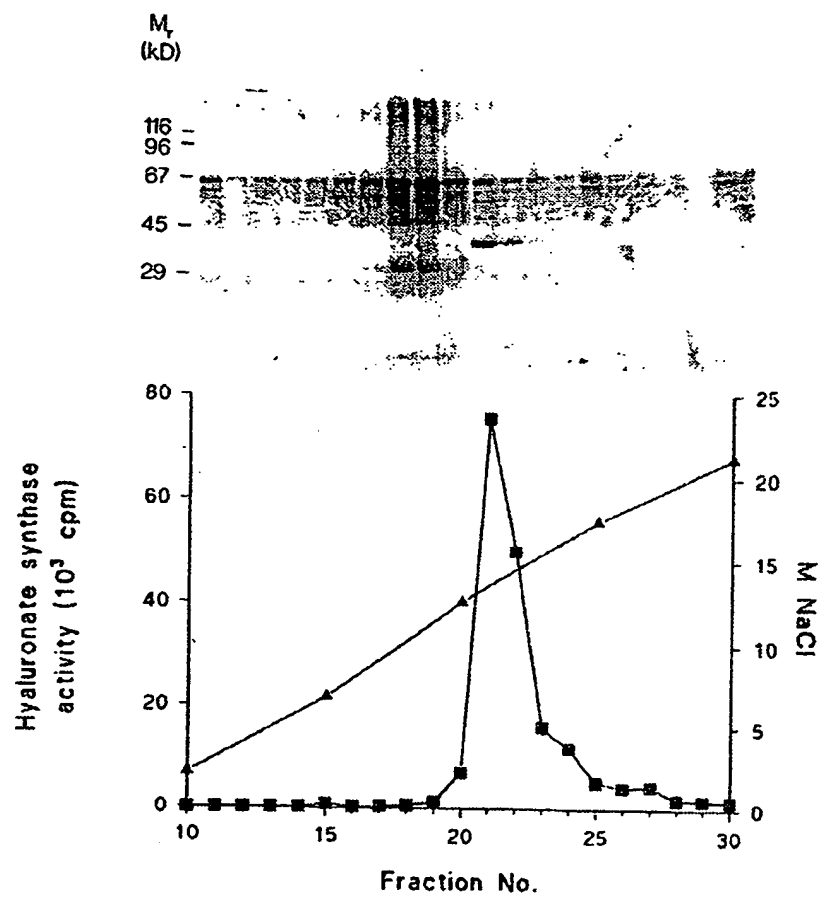 Mr
(kD)
116
96
67
45
29
80
60
40
20
0
25
20
15
10
5
0
10 15 20 25 30
Hyaluronate synthase
activity (10³ cpm)
M NaCl
Fraction No.